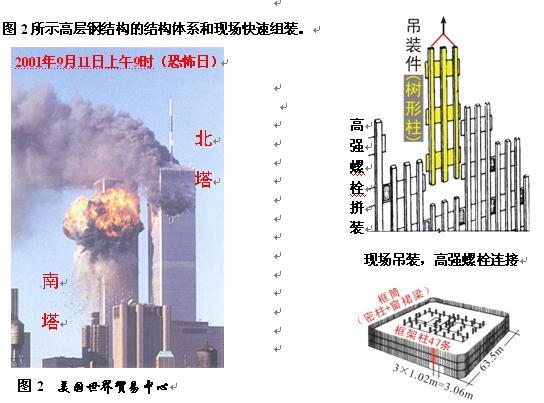 图2所示高层钢结构的结构体系和现场快速组装。
2001年9月11日上午9时（恐怖日）
北塔
南塔
图 2 美国世界贸易中心
吊装件(树形柱)
高强螺栓拼装
现场吊装，高强螺栓连接
框筒
（密柱+窗裙梁）
框架柱47条
63.5m
3×1.02m=3.06m